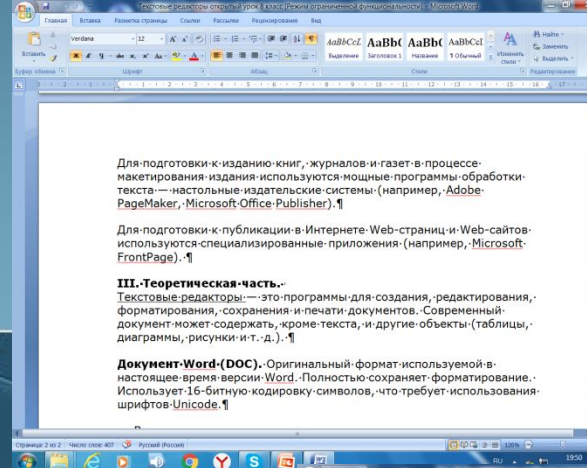 Текстовые редакторы открытый урок 8 класс [Режим ограниченной функциональности] - Microsoft Word
Главная Вставка Разметка страницы Ссылки Рассылки Рецензирование Вид
Verdana 12
Вставить
Ж К Ч abc x, x² Aa
AaBbCcI AaBb( AaBb( AaBbCcI
Выделение Заголовок 1 Название 1 Обычный
Изменить стили
Найти
Заменить
Выделить
Буфер обмена Шрифт Абзац Стили Редактирование
Для подготовки к изданию книг, журналов и газет в процессе
макетирования издания используются мощные программы обработки
текста — настольные издательские системы (например, Adobe
PageMaker, Microsoft Office Publisher).¶
Для подготовки к публикации в Интернете Web-страниц и Web-сайтов
используются специализированные приложения (например, Microsoft
FrontPage). ¶
III. Теоретическая часть.
Текстовые редакторы — это программы для создания, редактирования,
форматирования, сохранения и печати документов. Современный
документ может содержать, кроме текста, и другие объекты (таблицы,
диаграммы, рисунки и т. д.). ¶
Документ Word (DOC). Оригинальный формат используемой в
настоящее время версии Word. Полностью сохраняет форматирование.
Использует 16-битную кодировку символов, что требует использования
шрифтов Unicode.¶
Страница: 2 из 2 Число слов: 407 Русский (Россия) 120%
RU 19:50